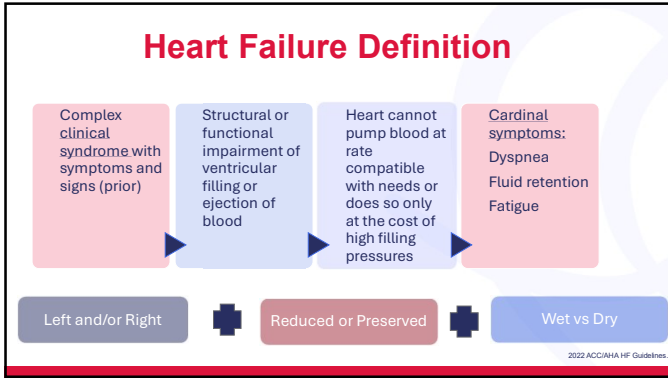 Heart Failure Definition
Complex
clinical
syndrome with
symptoms and
signs (prior)
Structural or
functional
impairment of
ventricular
filling or
ejection of
blood
Heart cannot
pump blood at
rate
compatible
with needs or
does so only
at the cost of
high filling
pressures
Cardinal
symptoms:
Dyspnea
Fluid retention
Fatigue
Left and/or Right
Reduced or Preserved
Wet vs Dry
2022 ACC/AHA HF Guidelines.